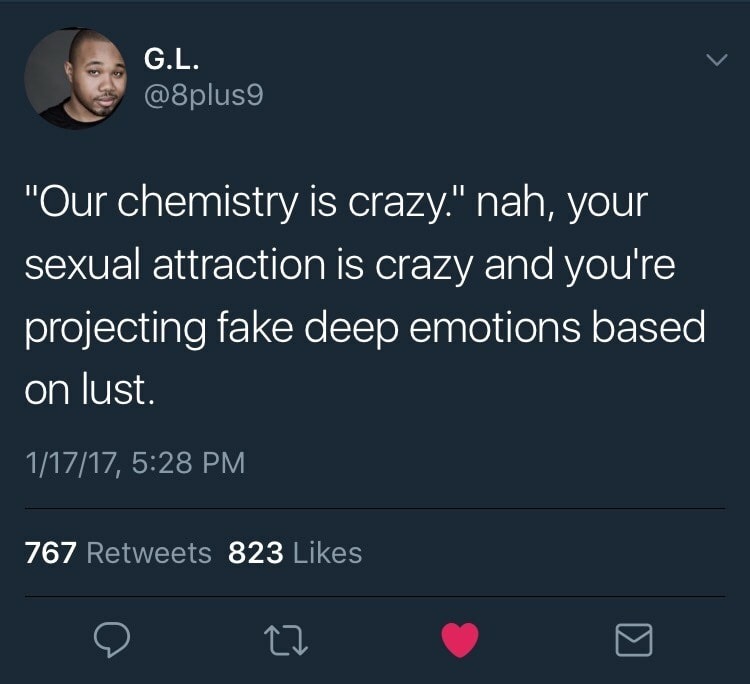 G.L.
@8plus9
"Our chemistry is crazy." nah, your
sexual attraction is crazy and you're
projecting fake deep emotions based
on lust.
1/17/17, 5:28 PM
767 Retweets 823 Likes